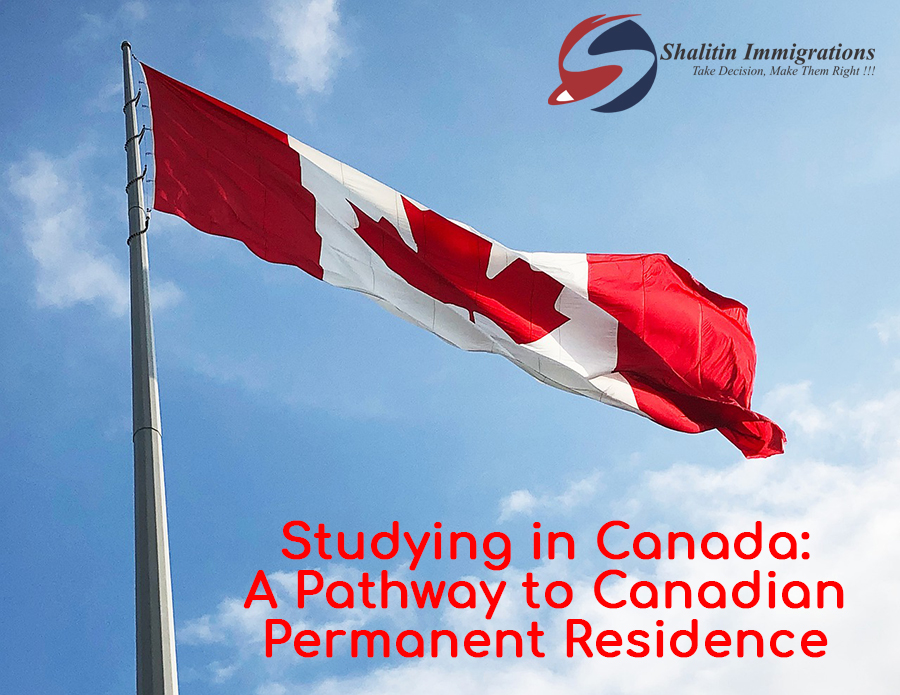 Shalitin Immigrations
Take Decision, Make Them Right !!!
Studying in Canada:
A Pathway to Canadian
Permanent Residence